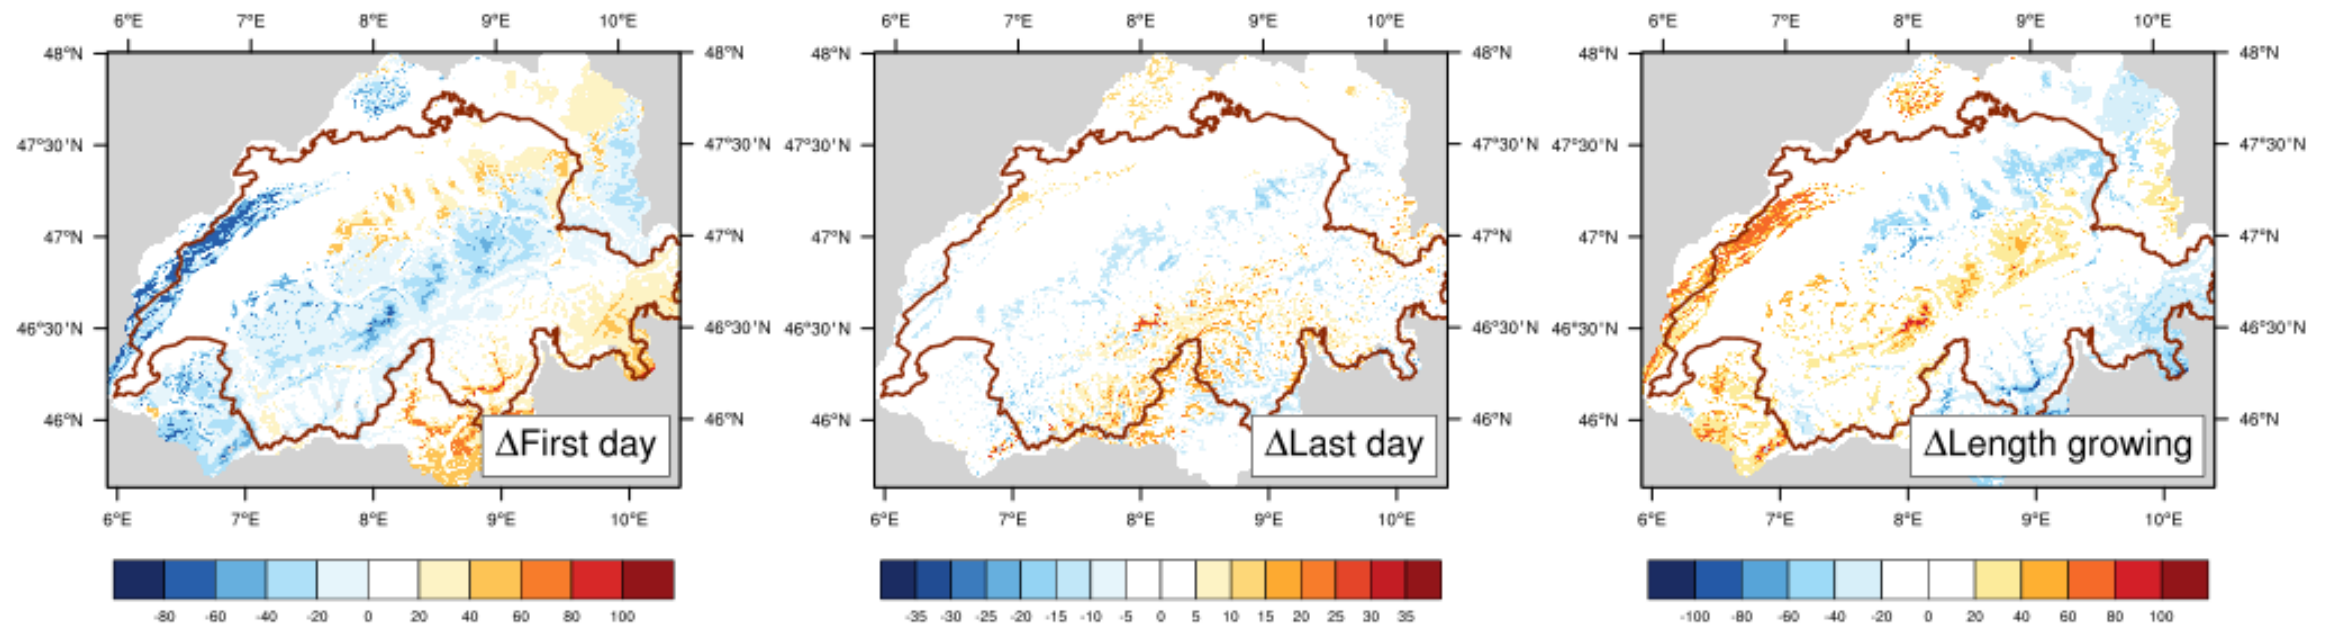 6°E 7°E 8°E 9°E 10°E 6°E 7°E 8°E 9°E 10°E 6°E 7°E 8°E 9°E 10°E
48°N 48°N 48°N 48°N 48°N 48°N
47°30'N 47°30'N 47°30'N 47°30'N 47°30'N 47°30'N
47°N 47°N 47°N 47°N 47°N 47°N
46°30'N 46°30'N 46°30'N 46°30'N 46°30'N 46°30'N
46°N 46°N 46°N 46°N 46°N 46°N
ΔFirst day ΔLast day ΔLength growing
6°E 7°E 8°E 9°E 10°E 6°E 7°E 8°E 9°E 10°E 6°E 7°E 8°E 9°E 10°E
-80 -60 -40 -20 0 20 40 60 80 100 -35 -30 -25 -20 -15 -10 -5 0 5 10 15 20 25 30 35 -100 -80 -60 -40 -20 0 20 40 60 80 100